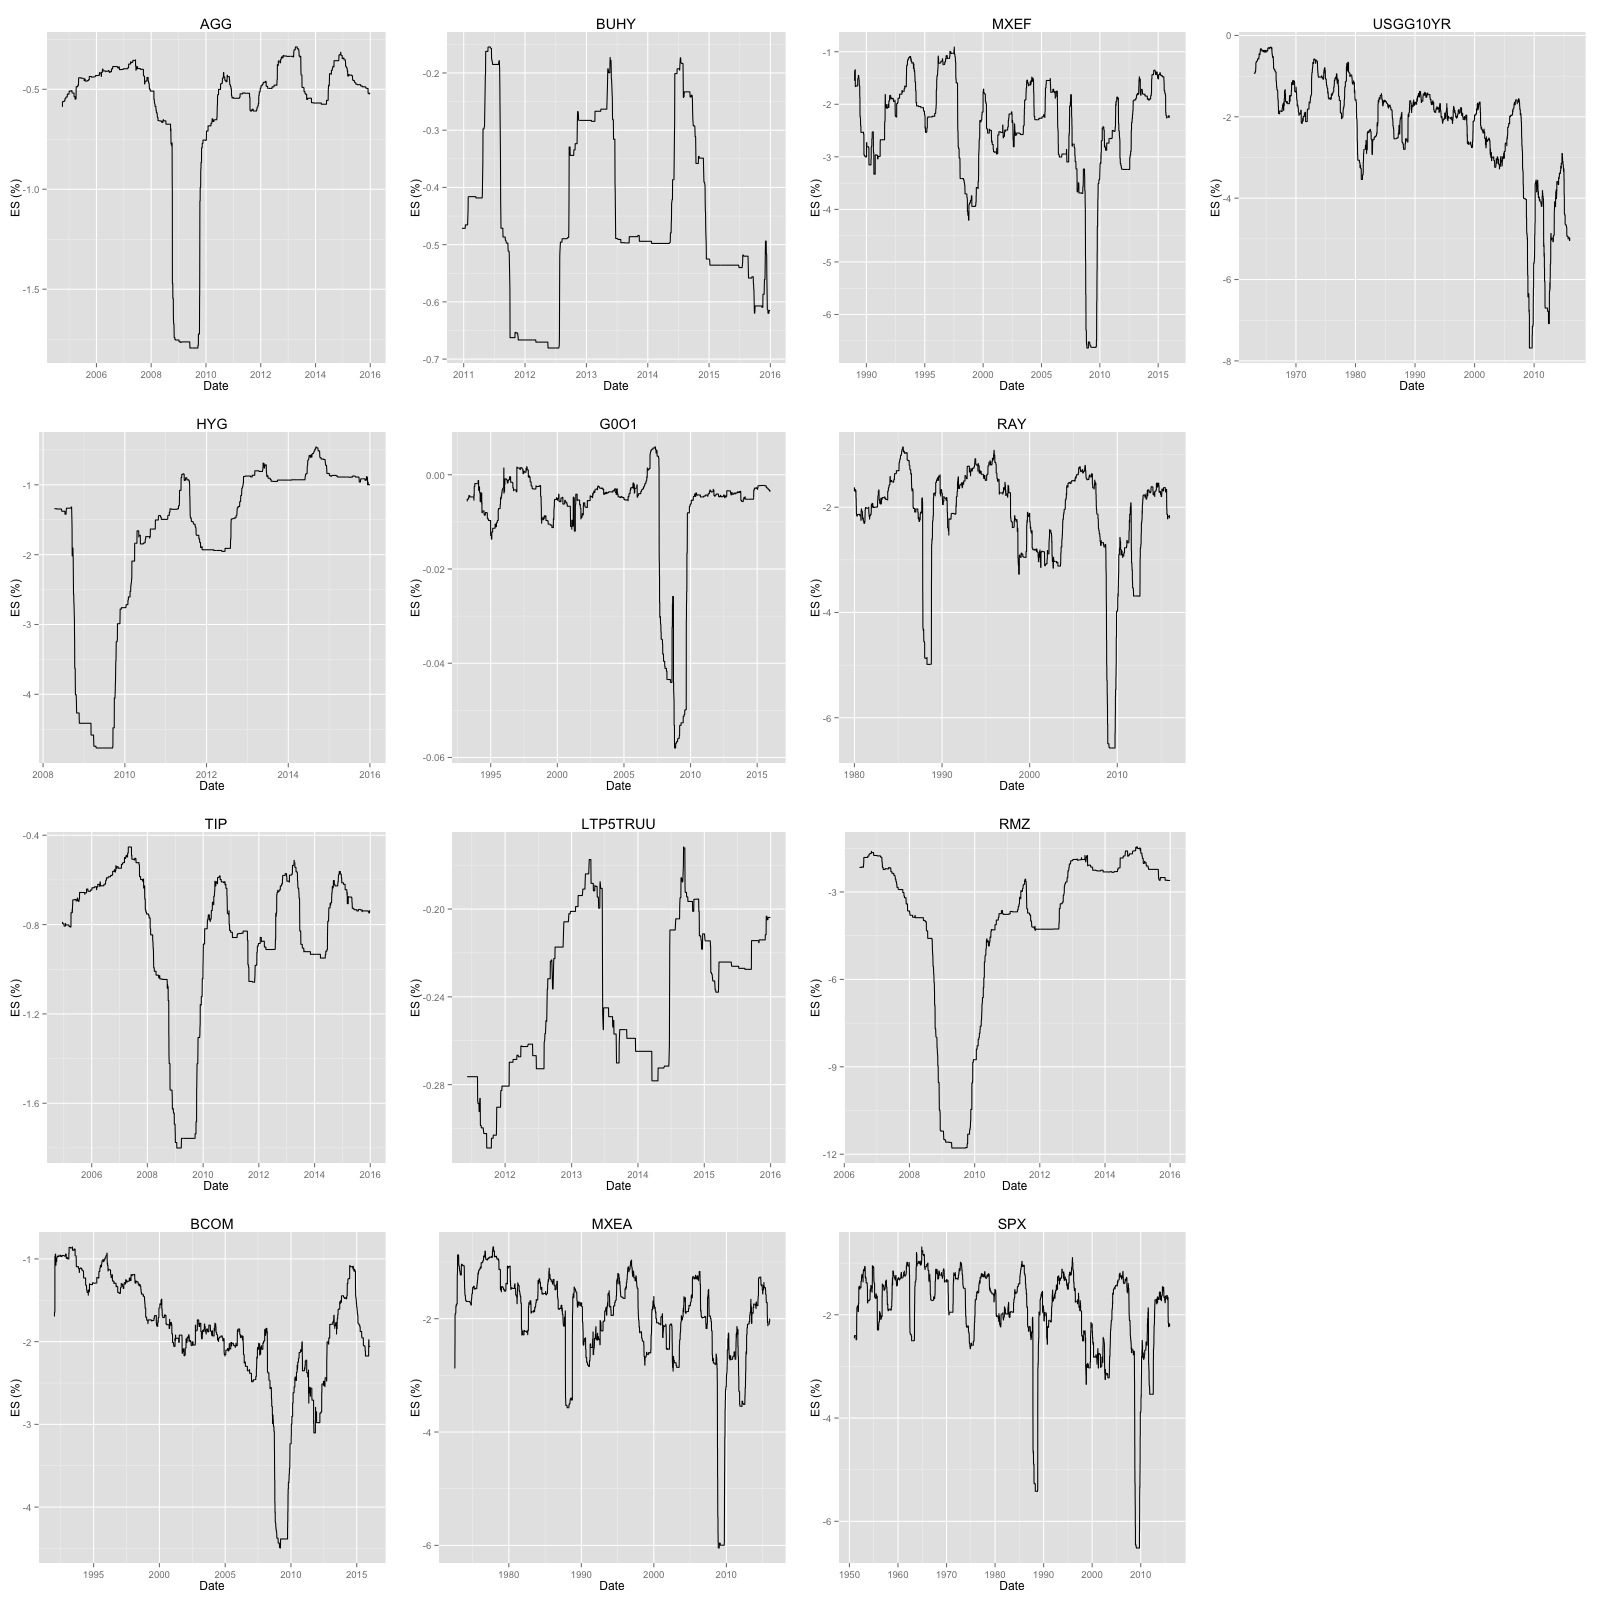 AGG
ES (%)
-0.5
-1.0
-1.5
2006 2008 2010 2012 2014 2016
Date
BUHY
ES (%)
-0.2
-0.3
-0.4
-0.5
-0.6
-0.7
2011 2012 2013 2014 2015 2016
Date
MXEF
ES (%)
-1
-2
-3
-4
-5
-6
1990 1995 2000 2005 2010 2015
Date
USGG10YR
ES (%)
0
-2
-4
-6
-8
1970 1980 1990 2000 2010
Date
HYG
ES (%)
-1
-2
-3
-4
2008 2010 2012 2014 2016
Date
G0O1
ES (%)
0.00
-0.02
-0.04
-0.06
1995 2000 2005 2010 2015
Date
RAY
ES (%)
-2
-4
-6
1980 1990 2000 2010
Date
TIP
ES (%)
-0.4
-0.8
-1.2
-1.6
2006 2008 2010 2012 2014 2016
Date
LTP5TRUU
ES (%)
-0.20
-0.24
-0.28
2012 2013 2014 2015 2016
Date
RMZ
ES (%)
-3
-6
-9
-12
2006 2008 2010 2012 2014 2016
Date
BCOM
ES (%)
-1
-2
-3
-4
1995 2000 2005 2010 2015
Date
MXEA
ES (%)
-2
-4
-6
1980 1990 2000 2010
Date
SPX
ES (%)
-2
-4
-6
1950 1960 1970 1980 1990 2000 2010
Date